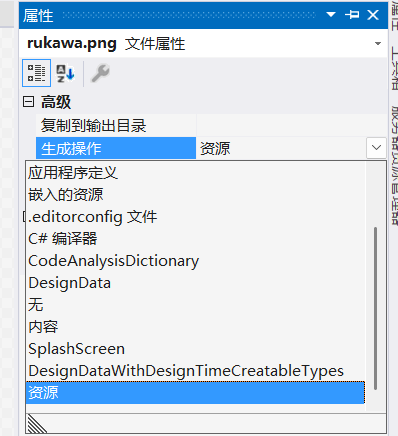 属性
rukawa.png 文件属性
高级
复制到输出目录
生成操作 资源
应用程序定义
嵌入的资源
.editorconfig 文件
C# 编译器
CodeAnalysisDictionary
DesignData
无
内容
SplashScreen
DesignDataWithDesignTimeCreatableTypes
资源